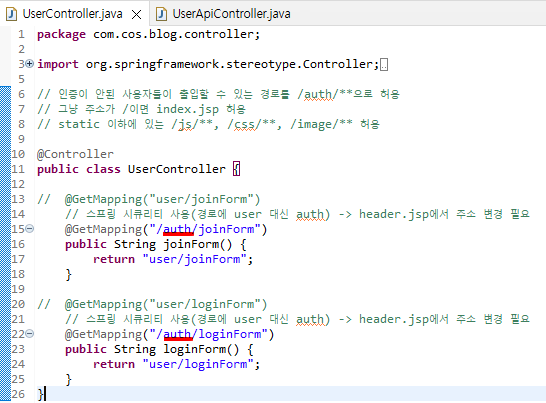 UserController.java
UserApiController.java
1 package com.cos.blog.controller;
2
3 import org.springframework.stereotype.Controller;
5
6 // 인증이 안된 사용자들이 출입할 수 있는 경로를 /auth/**으로 허용
7 // 그냥 주소가 /이면 index.jsp 허용
8 // static 이하에 있는 /js/**, /css/**, /image/** 허용
9
10 @Controller
11 public class UserController {
12
13 // @GetMapping("user/joinForm")
14 // 스프링 시큐리티 사용(경로에 user 대신 auth) -> header.jsp에서 주소 변경 필요
15 @GetMapping("/auth/joinForm")
16 public String joinForm() {
17 return "user/joinForm";
18 }
19
20 // @GetMapping("user/loginForm")
21 // 스프링 시큐리티 사용(경로에 user 대신 auth) -> header.jsp에서 주소 변경 필요
22 @GetMapping("/auth/loginForm")
23 public String loginForm() {
24 return "user/loginForm";
25 }
26 }